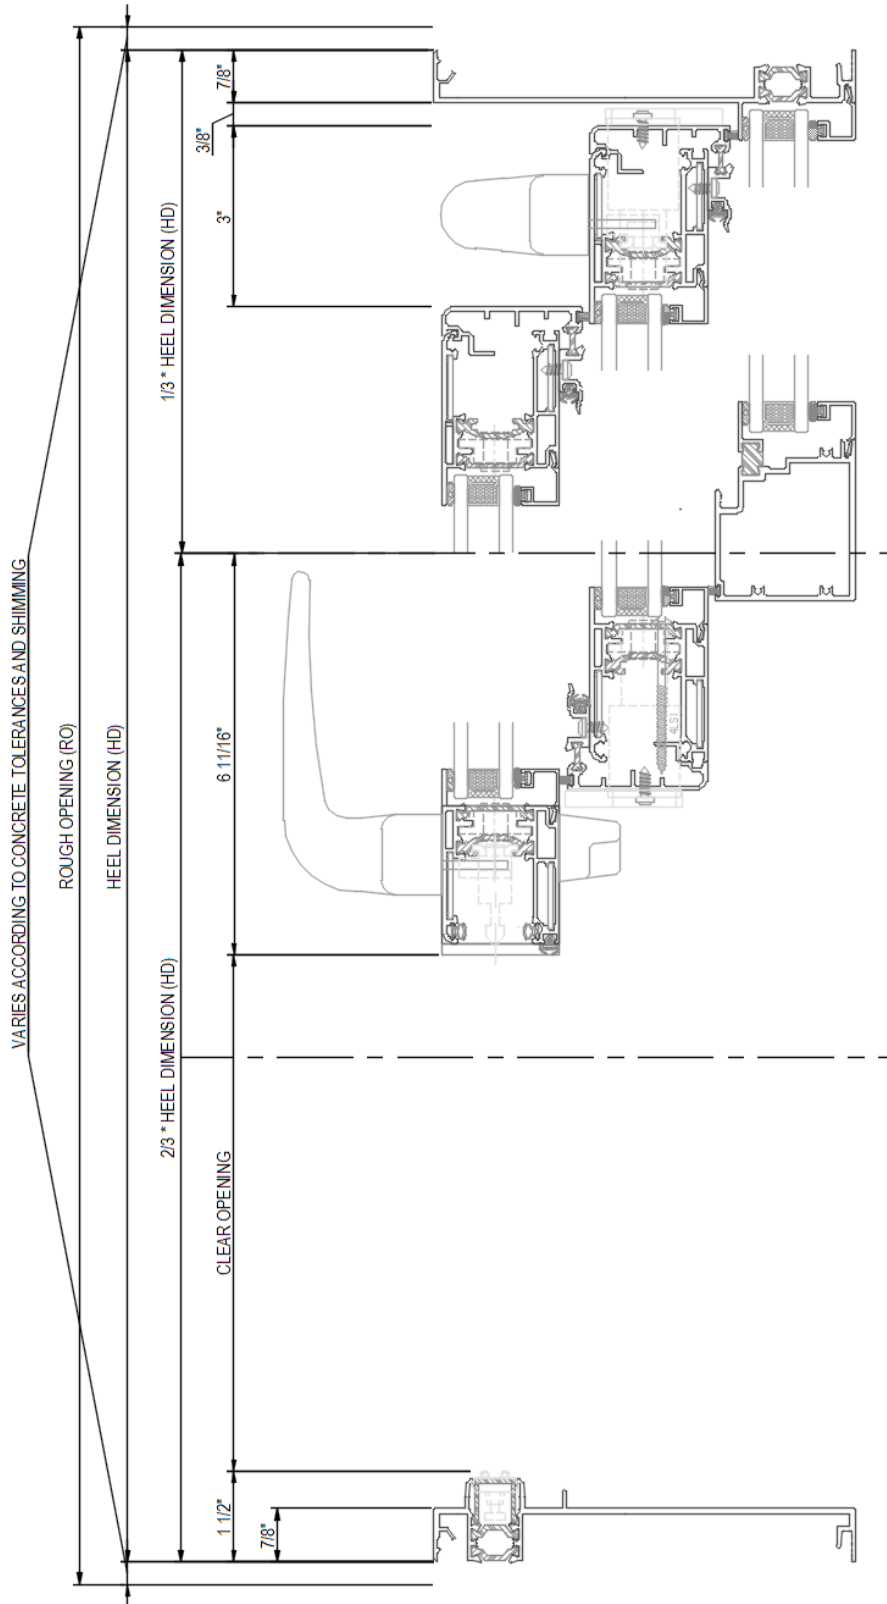 VARIES ACCORDING TO CONCRETE TOLERANCES AND SHIMMING
ROUGH OPENING (RO)
HEEL DIMENSION (HD)
1/3 * HEEL DIMENSION (HD)
2/3 * HEEL DIMENSION (HD)
7/8"
3/8"
3"
6 11/16"
CLEAR OPENING
1 1/2"
7/8"
4LSI